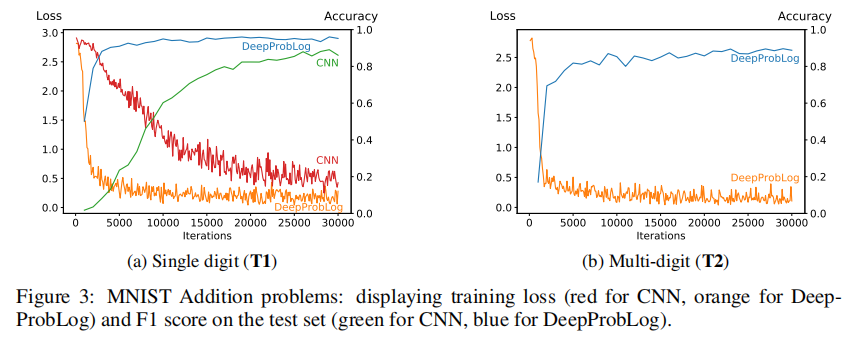 Loss Accuracy
3.0 1.0
DeepProbLog
2.5 CNN 0.8
2.0
0.6
1.5
0.4
1.0
CNN
0.5 0.2
0.0 DeepProbLog 0.0
0 5000 10000 15000 20000 25000 30000
Iterations
(a) Single digit (T1)
Loss Accuracy
1.0
2.5 DeepProbLog
0.8
2.0
0.6
1.5
1.0 0.4
0.5 DeepProbLog 0.2
0.0 0.0
0 5000 10000 15000 20000 25000 30000
Iterations
(b) Multi-digit (T2)
Figure 3: MNIST Addition problems: displaying training loss (red for CNN, orange for Deep-
ProbLog) and F1 score on the test set (green for CNN, blue for DeepProbLog).